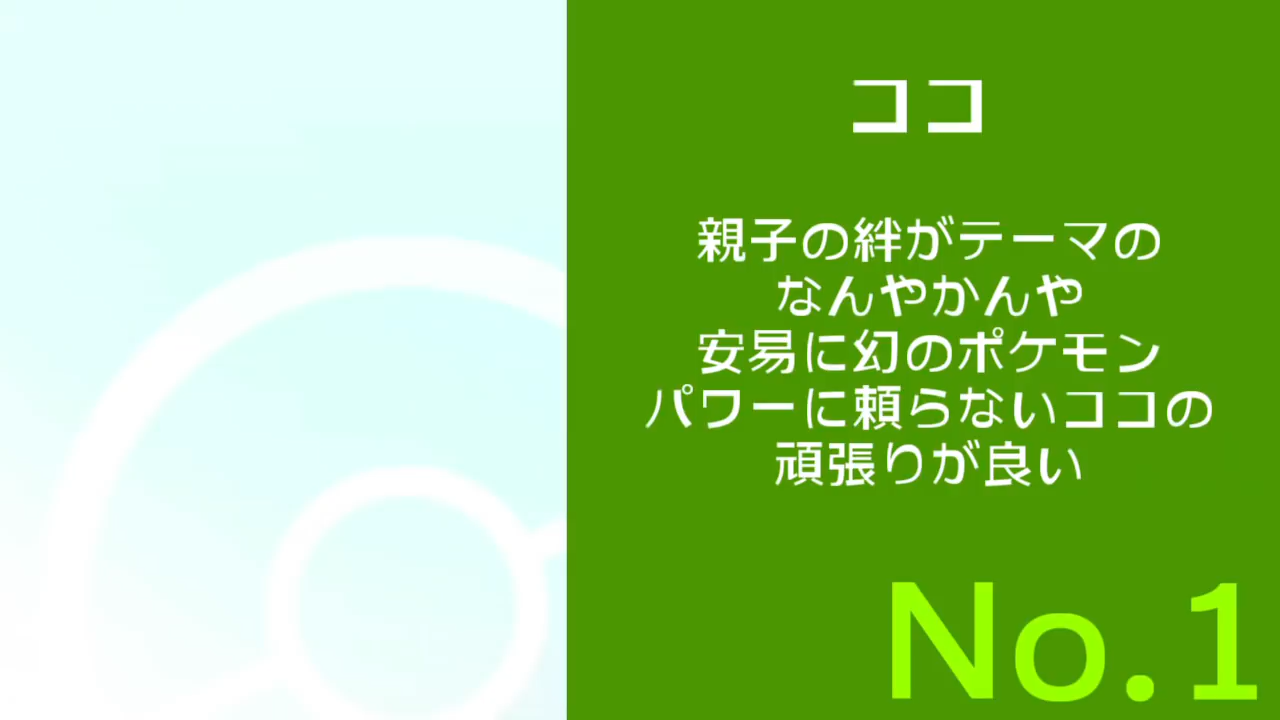 ココ
親子の絆がテーマの
なんやかんや
安易に幻のポケモン
パワーに頼らないココの
頑張りが良い
No.1